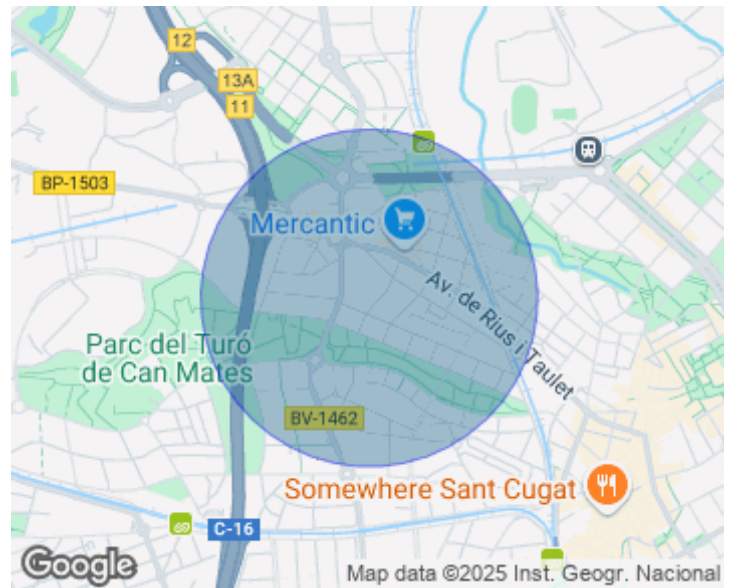 12
13A
11
BP-1503
Mercantic
Av. de Rius i Taulet
Parc del Turó
de Can Mates
BV-1462
Somewhere Sant Cugat
C-16
Google
Map data ©2025 Inst. Geogr. Nacional